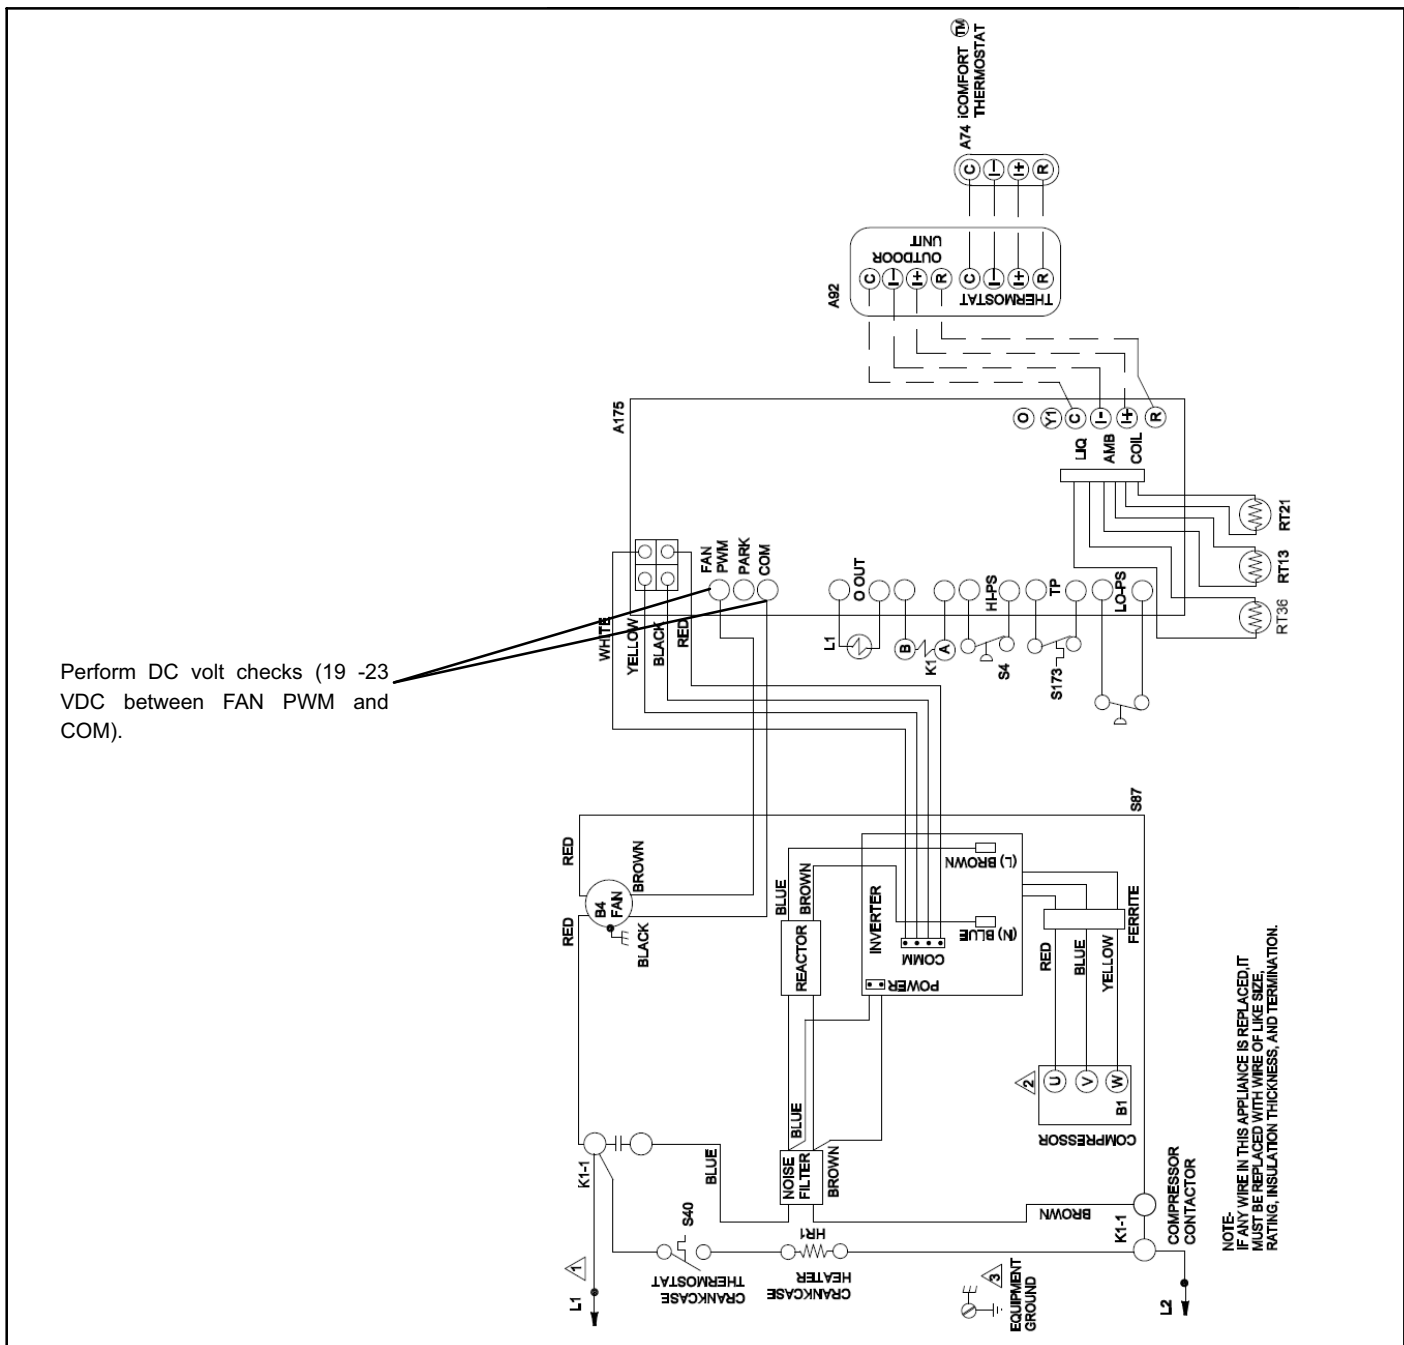 A74 iCOMFORT TM
THERMOSTAT
C
I-
I+
R
A92
OUTDOOR
UNIT
C
I-
I+
R
C
I-
I+
R
THERMOSTAT
A175
O
Y1
C
I-
I+
R
LIQ
AMB
COIL
RT21
RT13
RT36
FAN
PWM
PARK
COM
O OUT
HI-PS
TP
LO-PS
L1
B
K1
A
S4
S173
WHITE
YELLOW
BLACK
RED
Perform DC volt checks (19 -23
VDC between FAN PWM and
COM).
S87
RED
RED
B4
FAN
BROWN
BLACK
BLUE
BROWN
REACTOR
INVERTER
(L) BROWN
(N) BLUE
COMM
POWER
RED
BLUE
YELLOW
FERRITE
2
U
V
W
B1
COMPRESSOR
K1-1
BLUE
BLUE
NOISE
FILTER
BROWN
BROWN
K1-1
COMPRESSOR
CONTACTOR
S40
CRANKCASE
THERMOSTAT
HR1
CRANKCASE
HEATER
1
L1
3
EQUIPMENT
GROUND
L2
NOTE-
IF ANY WIRE IN THIS APPLIANCE IS REPLACED,IT
MUST BE REPLACED WITH WIRE OF LIKE SIZE,
RATING, INSULATION THICKNESS, AND TERMINATION.